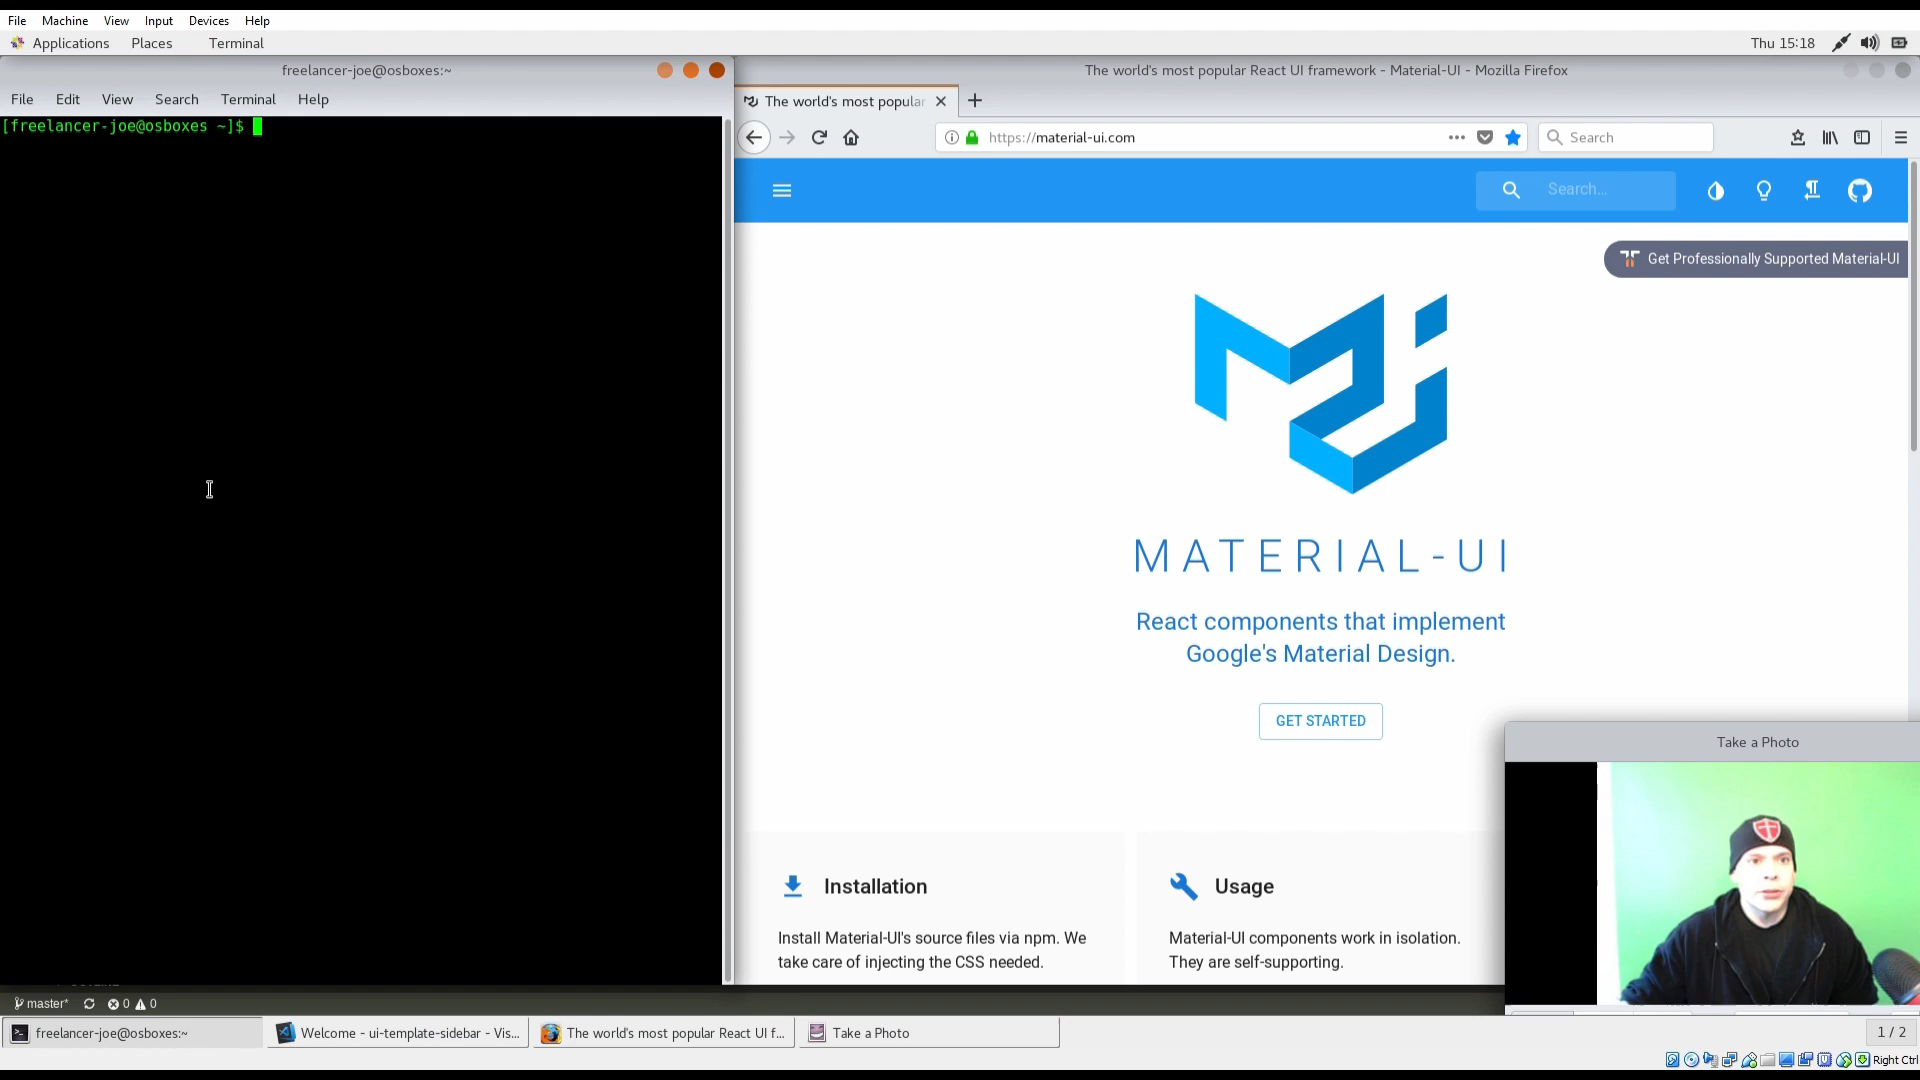 File Machine View Input Devices Help
Applications Places Terminal Thu 15:18
freelancer-joe@osboxes:~
File Edit View Search Terminal Help
[freelancer-joe@osboxes ~]$
The world's most popular React UI framework - Material-UI - Mozilla Firefox
The world's most popular
https://material-ui.com Search
Search...
Get Professionally Supported Material-UI
MATERIAL-UI
React components that implement
Google's Material Design.
GET STARTED
Installation
Install Material-UI's source files via npm. We
take care of injecting the CSS needed.
Usage
Material-UI components work in isolation.
They are self-supporting.
Take a Photo
master* 0 0
freelancer-joe@osboxes:~ Welcome - ui-template-sidebar - Vis... The world's most popular React UI f... Take a Photo 1 / 2
Right Ctrl